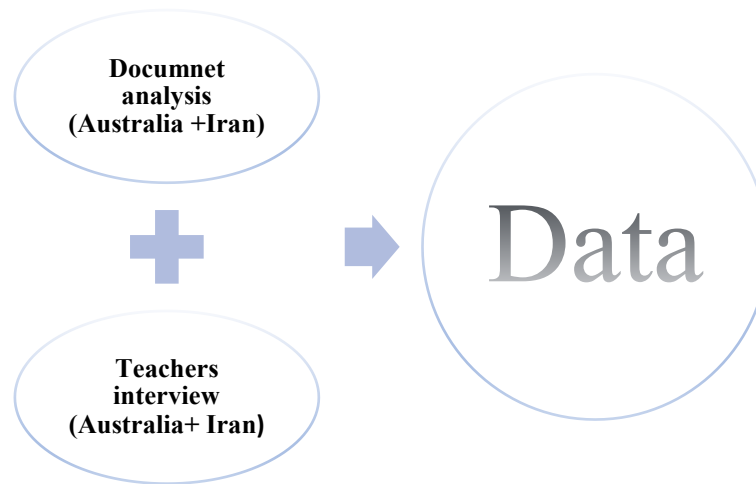 Documnet
analysis
(Australia +Iran)
Teachers
interview
(Australia+ Iran)
Data